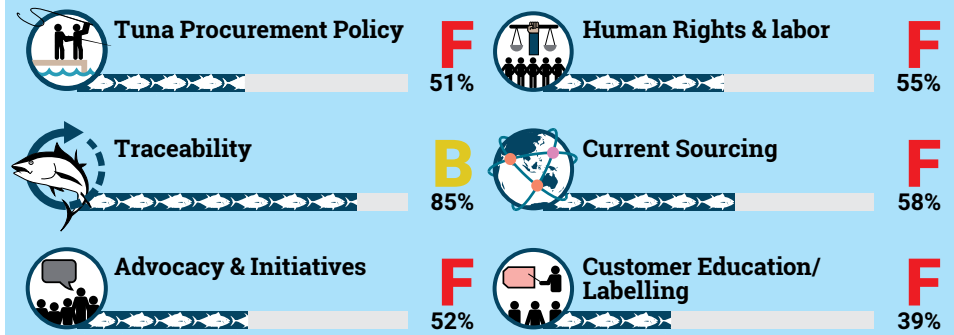 Tuna Procurement Policy
F
51%
Human Rights & labor
F
55%
Traceability
B
85%
Current Sourcing
F
58%
Advocacy & Initiatives
F
52%
Customer Education/
Labelling
F
39%